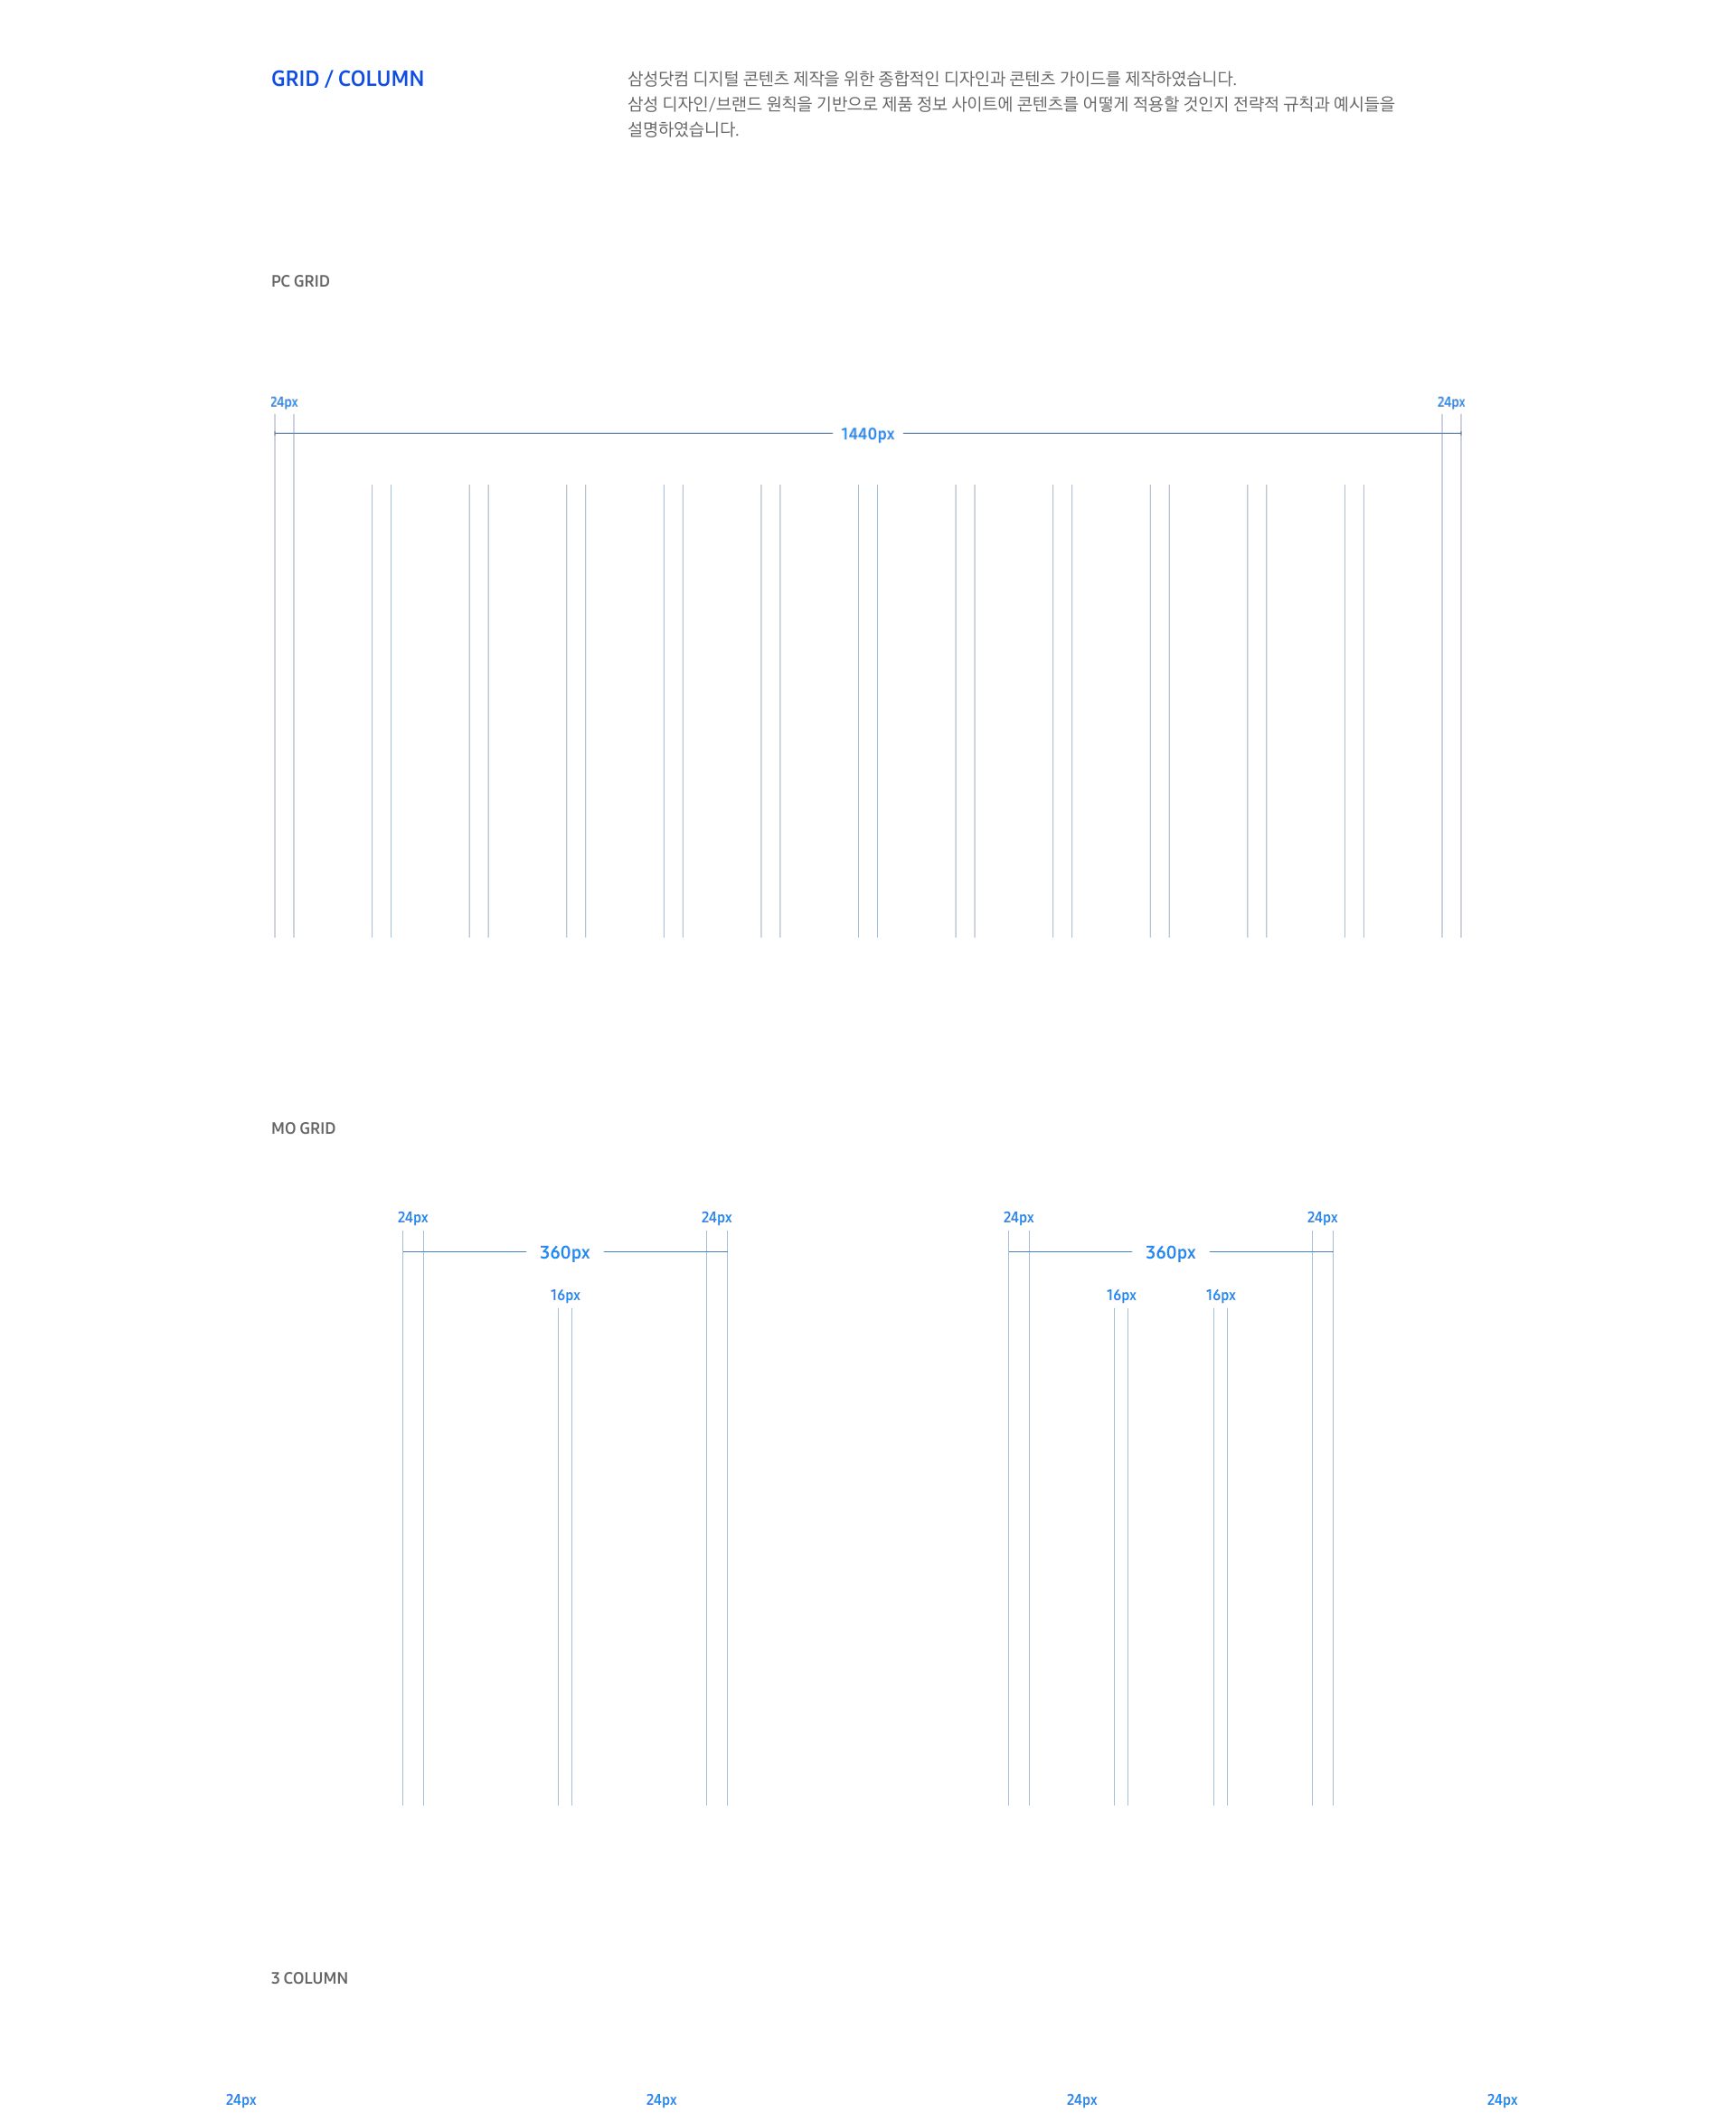 GRID / COLUMN
삼성닷컴 디지털 콘텐츠 제작을 위한 종합적인 디자인과 콘텐츠 가이드를 제작하였습니다.
삼성 디자인/브랜드 원칙을 기반으로 제품 정보 사이트에 콘텐츠를 어떻게 적용할 것인지 전략적 규칙과 예시들을
설명하였습니다.
PC GRID
24px 24px
1440px
MO GRID
24px 24px 24px 24px
360px 360px
16px 16px 16px
3 COLUMN
24px 24px 24px 24px